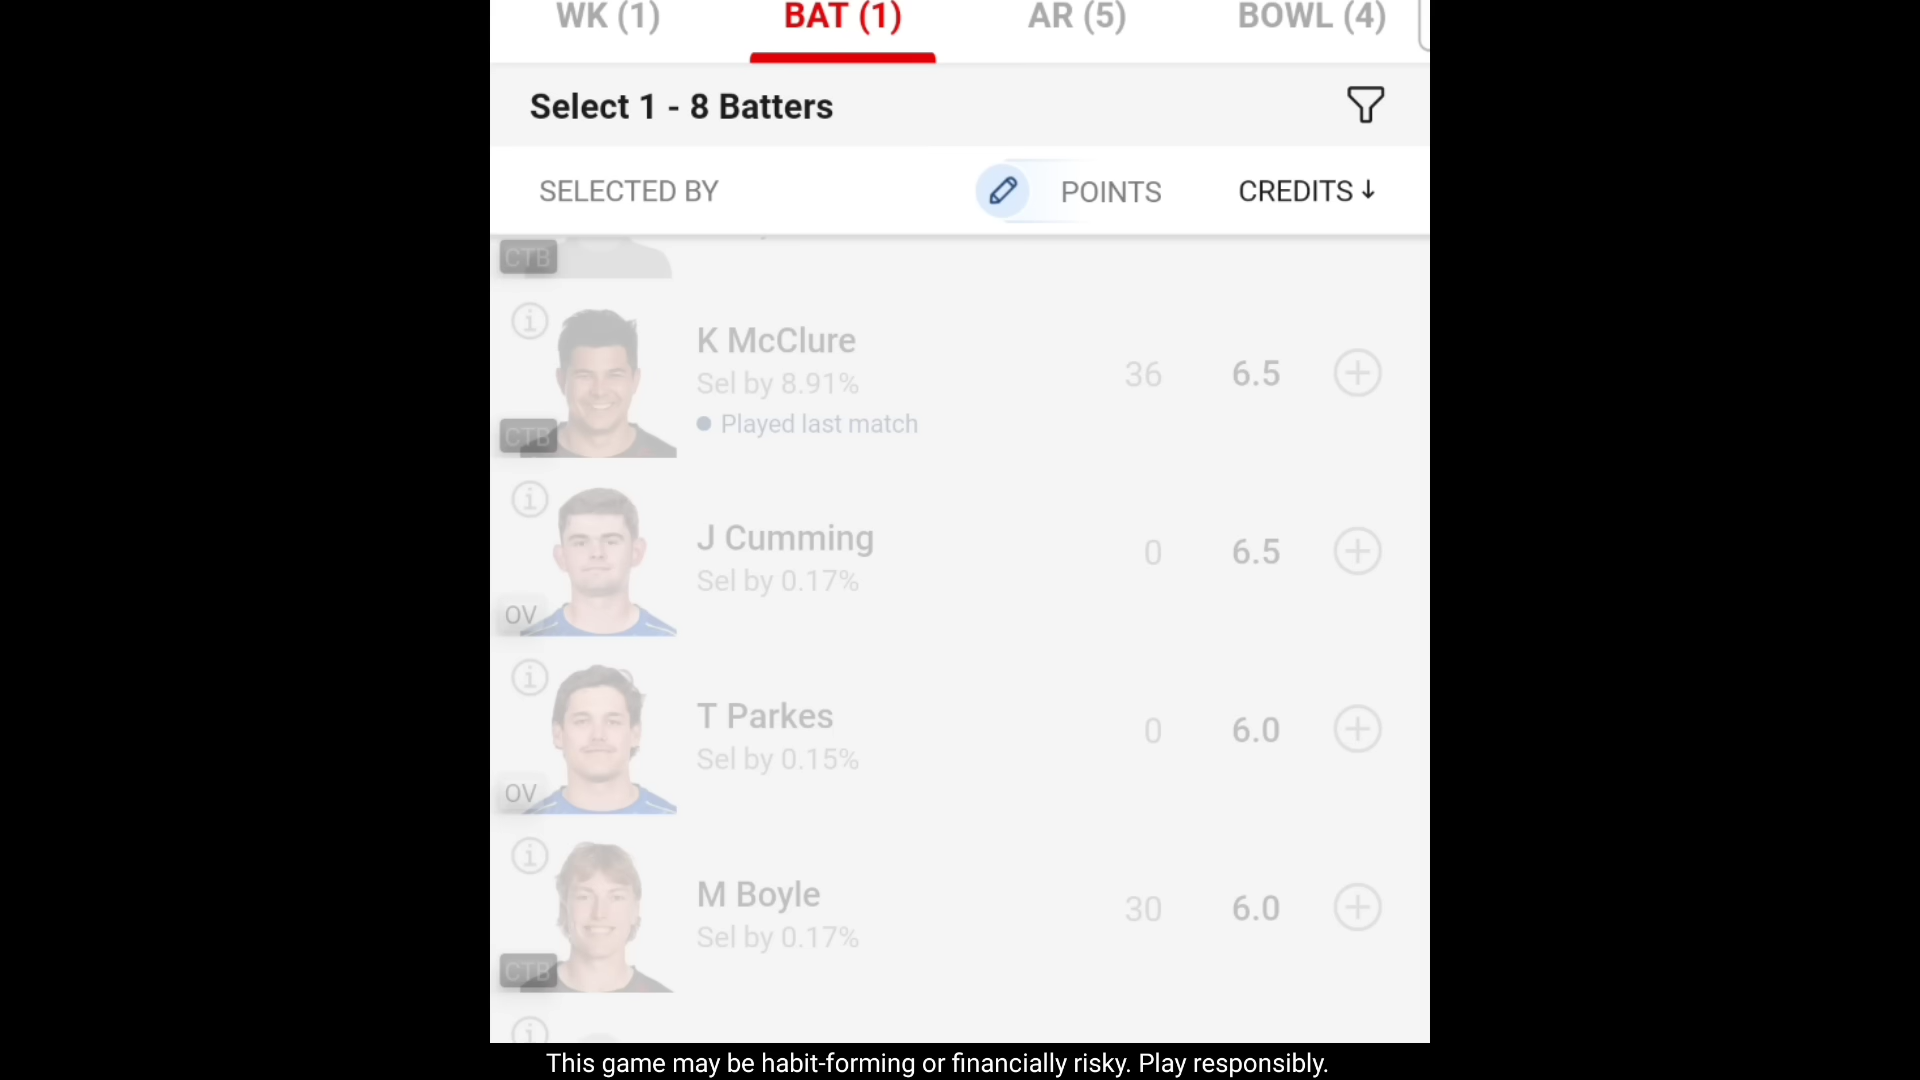 WK (1) BAT (1) AR (5) BOWL (4)
Select 1 - 8 Batters
SELECTED BY POINTS CREDITS ↓
CTB
K McClure
Sel by 8.91% 36 6.5
Played last match
CTB
J Cumming
Sel by 0.17% 0 6.5
OV
T Parkes
Sel by 0.15% 0 6.0
OV
M Boyle
Sel by 0.17% 30 6.0
CTB
This game may be habit-forming or financially risky. Play responsibly.